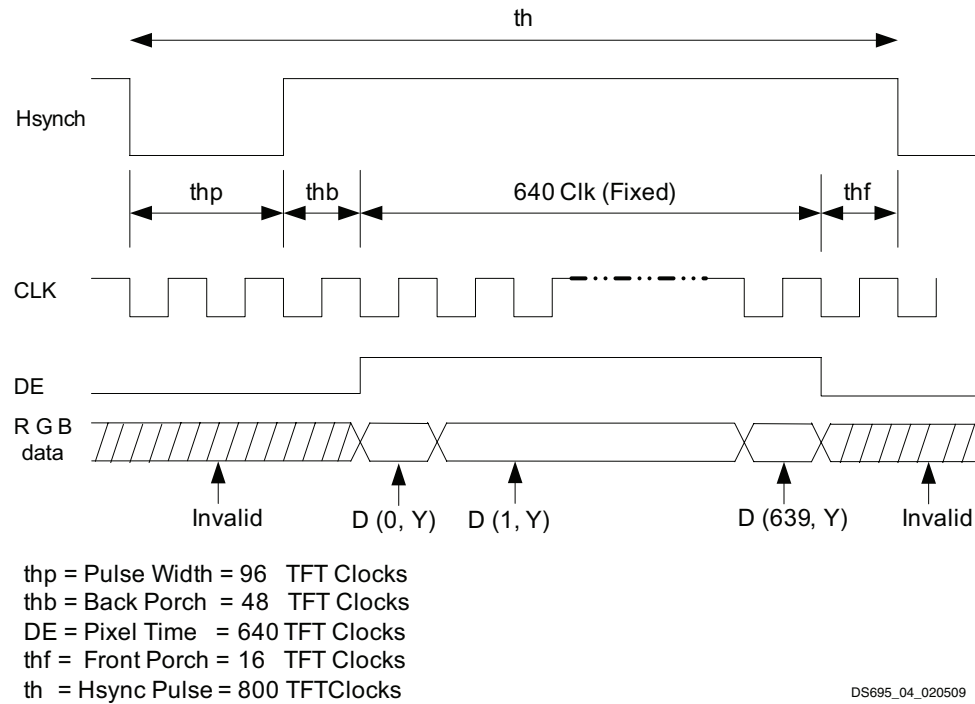 th
Hsynch
thp thb 640 Clk (Fixed) thf
CLK
DE
R G B
data
Invalid D (0, Y) D (1, Y) D (639, Y) Invalid
thp = Pulse Width = 96 TFT Clocks
thb = Back Porch = 48 TFT Clocks
DE = Pixel Time = 640 TFT Clocks
thf = Front Porch = 16 TFT Clocks
th = Hsync Pulse = 800 TFTClocks
DS695_04_020509